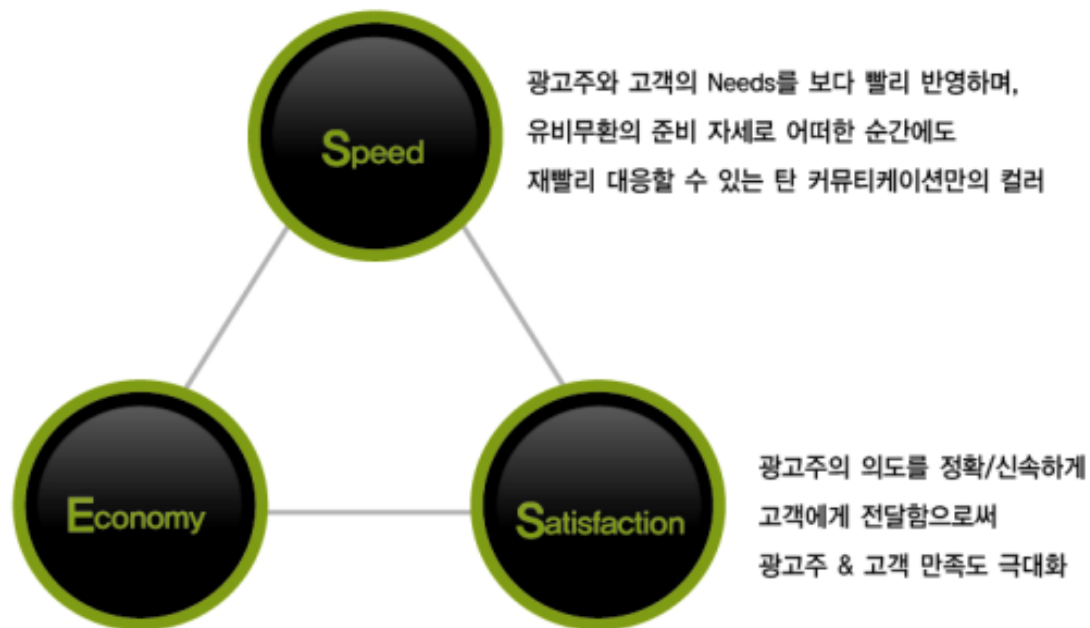 Speed
광고주와 고객의 Needs를 보다 빨리 반영하며,
유비무환의 준비 자세로 어떠한 순간에도
재빨리 대응할 수 있는 탄 커뮤티케이션만의 컬러
Economy
Satisfaction
광고주의 의도를 정확/신속하게
고객에게 전달함으로써
광고주 & 고객 만족도 극대화